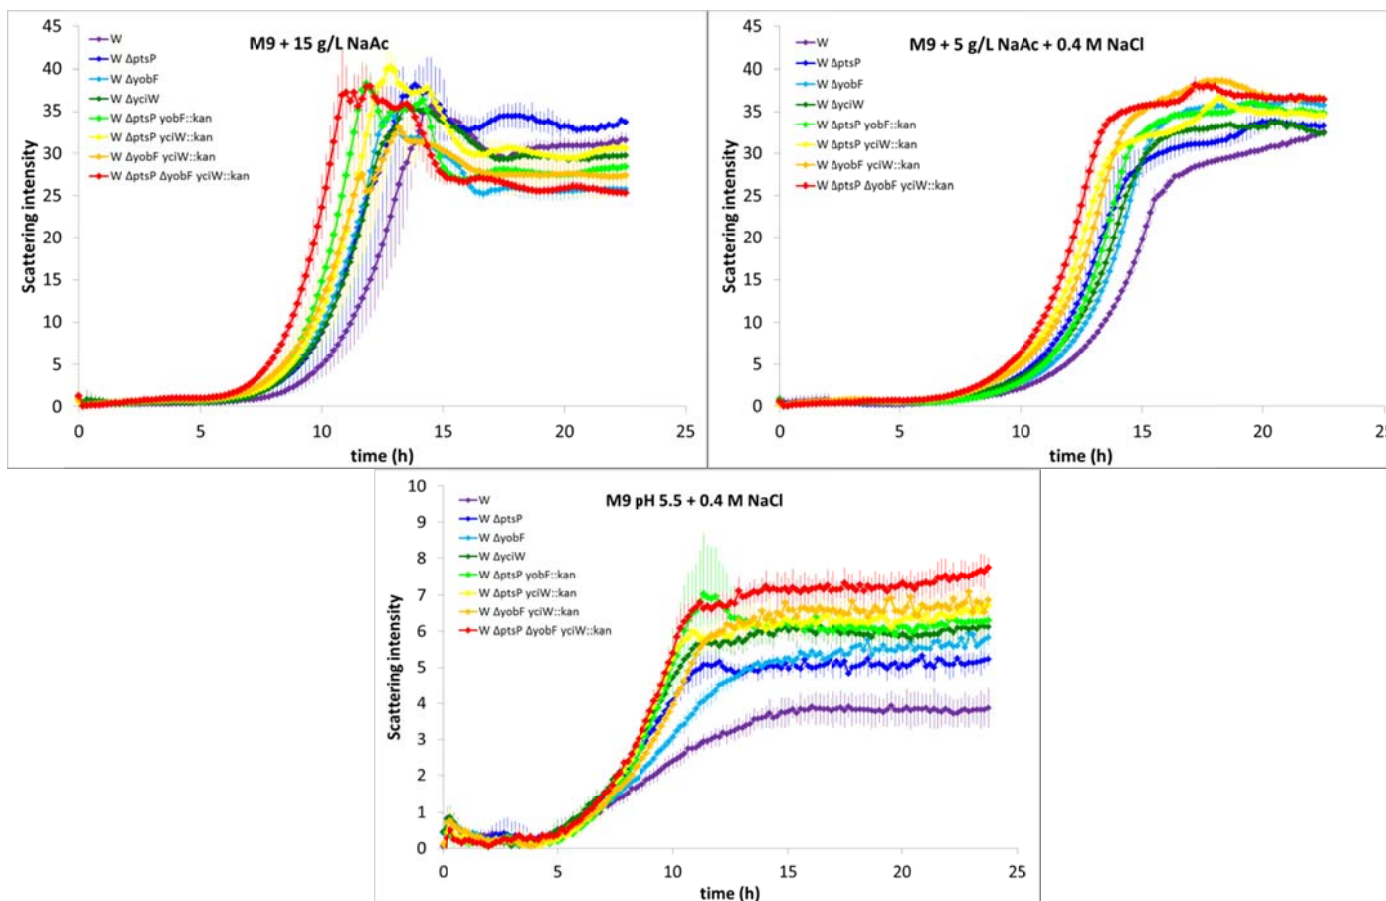 M9 + 15 g/L NaAc
Scattering intensity
45
40
35
30
25
20
15
10
5
0
W
W ΔptsP
W ΔyobF
W ΔyciW
W ΔptsP yobF::kan
W ΔptsP yciW::kan
W ΔyobF yciW::kan
W ΔptsP ΔyobF yciW::kan
0 5 10 15 20 25
time (h)
M9 + 5 g/L NaAc + 0.4 M NaCl
Scattering intensity
45
40
35
30
25
20
15
10
5
0
W
W ΔptsP
W ΔyobF
W ΔyciW
W ΔptsP yobF::kan
W ΔptsP yciW::kan
W ΔyobF yciW::kan
W ΔptsP ΔyobF yciW::kan
0 5 10 15 20 25
time (h)
M9 pH 5.5 + 0.4 M NaCl
Scattering intensity
10
9
8
7
6
5
4
3
2
1
0
W
W ΔptsP
W ΔyobF
W ΔyciW
W ΔptsP yobF::kan
W ΔptsP yciW::kan
W ΔyobF yciW::kan
W ΔptsP ΔyobF yciW::kan
0 5 10 15 20 25
time (h)